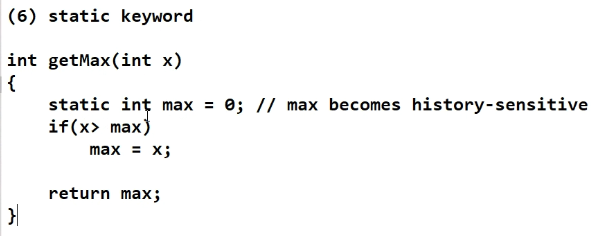 (6) static keyword
int getMax(int x)
{
static int max = 0; // max becomes history-sensitive
if(x> max)
max = x;
return max;
}